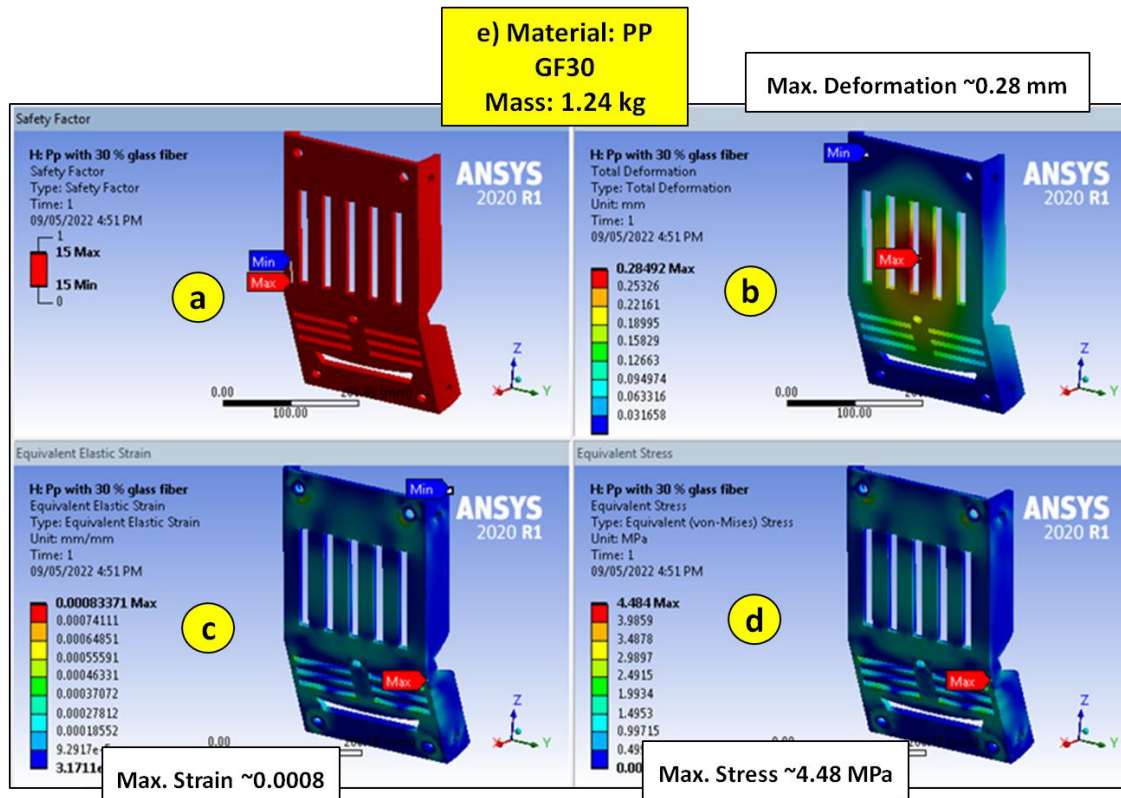 e) Material: PP
GF30
Mass: 1.24 kg
Max. Deformation ~0.28 mm
Safety Factor
H: Pp with 30 % glass fiber
Safety Factor
Type: Safety Factor
Time: 1
09/05/2022 4:51 PM
1
15 Max
15 Min
0
Min
Max
a
ANSYS
2020 R1
0.00
100.00
Z
X
Y
H: Pp with 30 % glass fiber
Total Deformation
Type: Total Deformation
Unit: mm
Time: 1
09/05/2022 4:51 PM
0.28492 Max
0.25326
0.22161
0.18995
0.15829
0.12663
0.094974
0.063316
0.031658
Min
Max
b
ANSYS
2020 R1
0.00
100.00
Z
X
Y
Equivalent Elastic Strain
H: Pp with 30 % glass fiber
Equivalent Elastic Strain
Type: Equivalent Elastic Strain
Unit: mm/mm
Time: 1
09/05/2022 4:51 PM
0.00083371 Max
0.00074111
0.00064851
0.00055591
0.00046331
0.00037072
0.00027812
0.00018552
Min
Max
c
ANSYS
2020 R1
0.00
Z
X
Y
Max. Strain ~0.0008
Equivalent Stress
H: Pp with 30 % glass fiber
Equivalent Stress
Type: Equivalent (von-Mises) Stress
Unit: MPa
Time: 1
09/05/2022 4:51 PM
4.484 Max
3.9859
3.4878
2.9897
2.4915
1.9934
1.4953
0.99715
Max
d
ANSYS
2020 R1
0.00
Z
X
Y
Max. Stress ~4.48 MPa